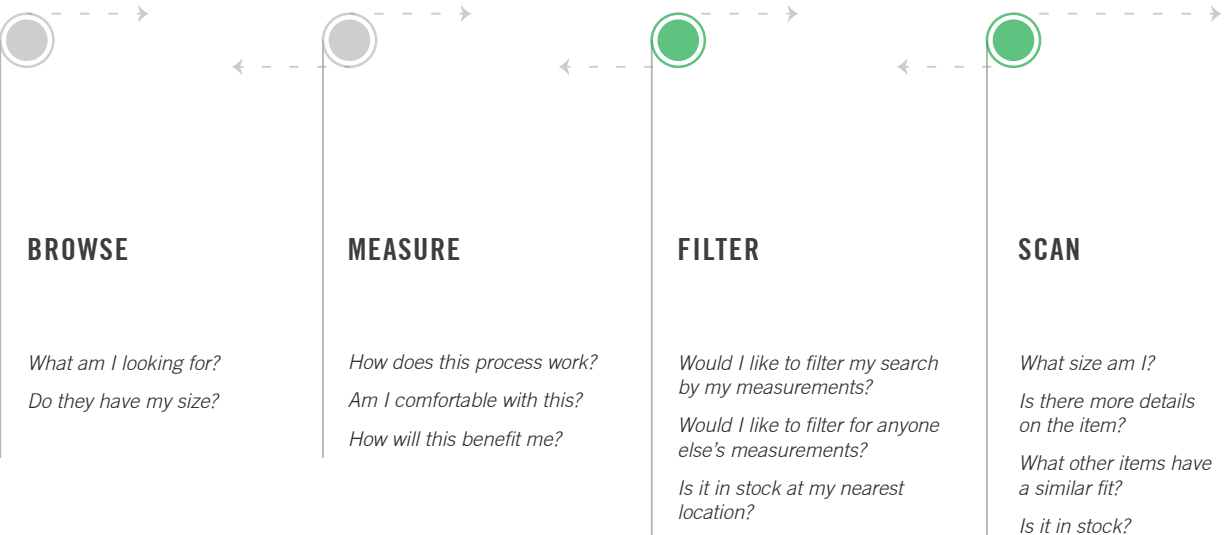 BROWSE
What am I looking for?
Do they have my size?
MEASURE
How does this process work?
Am I comfortable with this?
How will this benefit me?
FILTER
Would I like to filter my search
by my measurements?
Would I like to filter for anyone
else's measurements?
Is it in stock at my nearest
location?
SCAN
What size am I?
Is there more details
on the item?
What other items have
a similar fit?
Is it in stock?